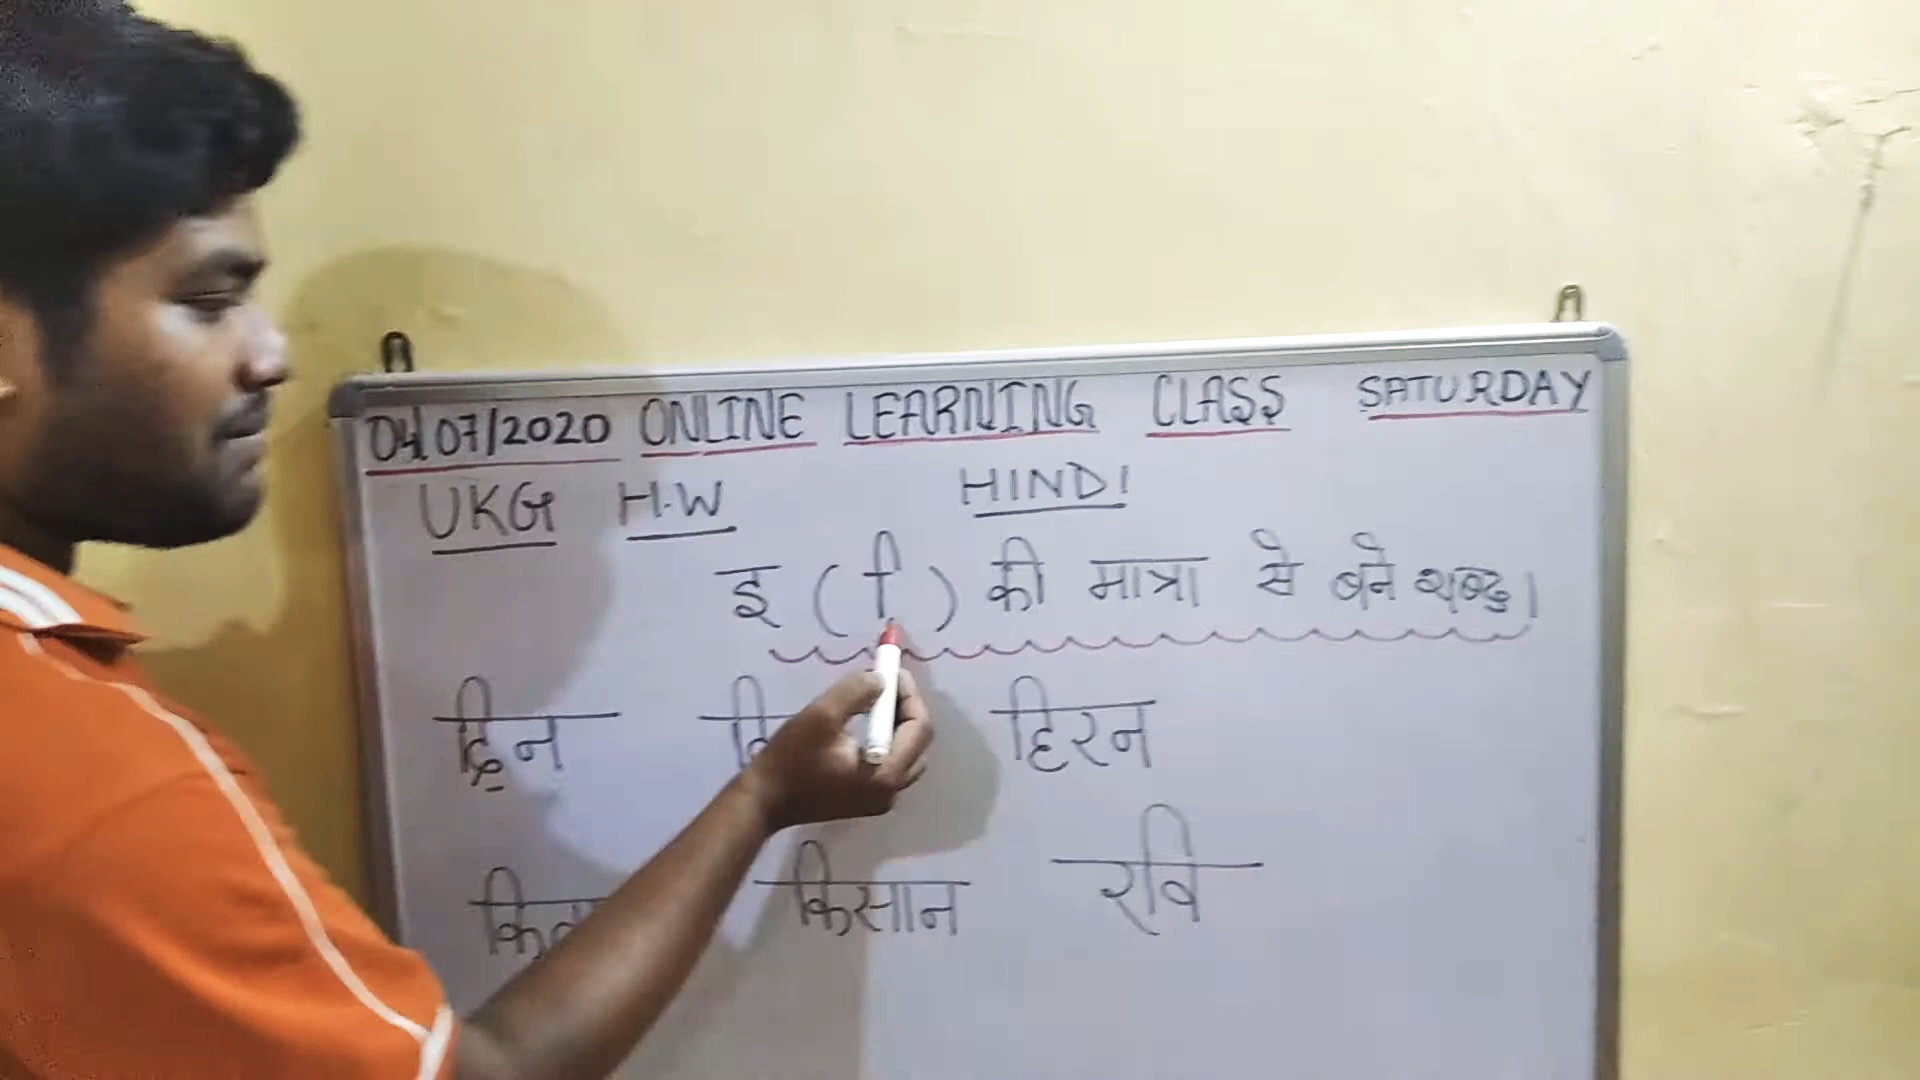 04/07/2020 ONLINE LEARNING CLASS SATURDAY
UKG H.W HINDI
इ ( ि ) की मात्रा से बने शब्द।
दिन हिरन
किसान रवि